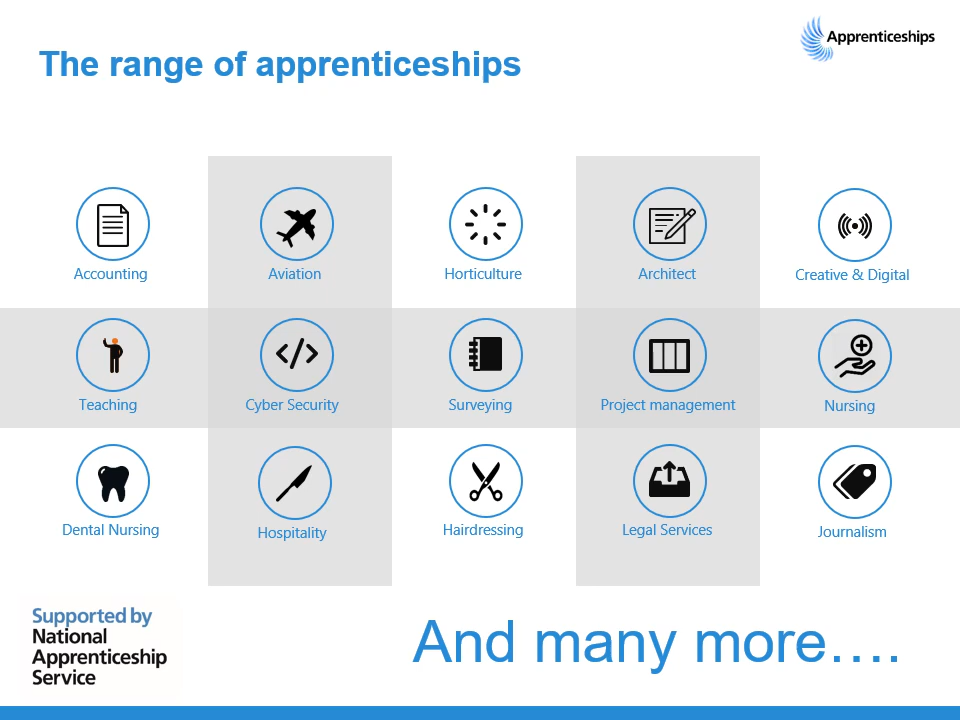 The range of apprenticeships
Apprenticeships
Accounting
Aviation
Horticulture
Architect
Creative & Digital
Teaching
Cyber Security
Surveying
Project management
Nursing
Dental Nursing
Hospitality
Hairdressing
Legal Services
Journalism
Supported by
National
Apprenticeship
Service
And many more….